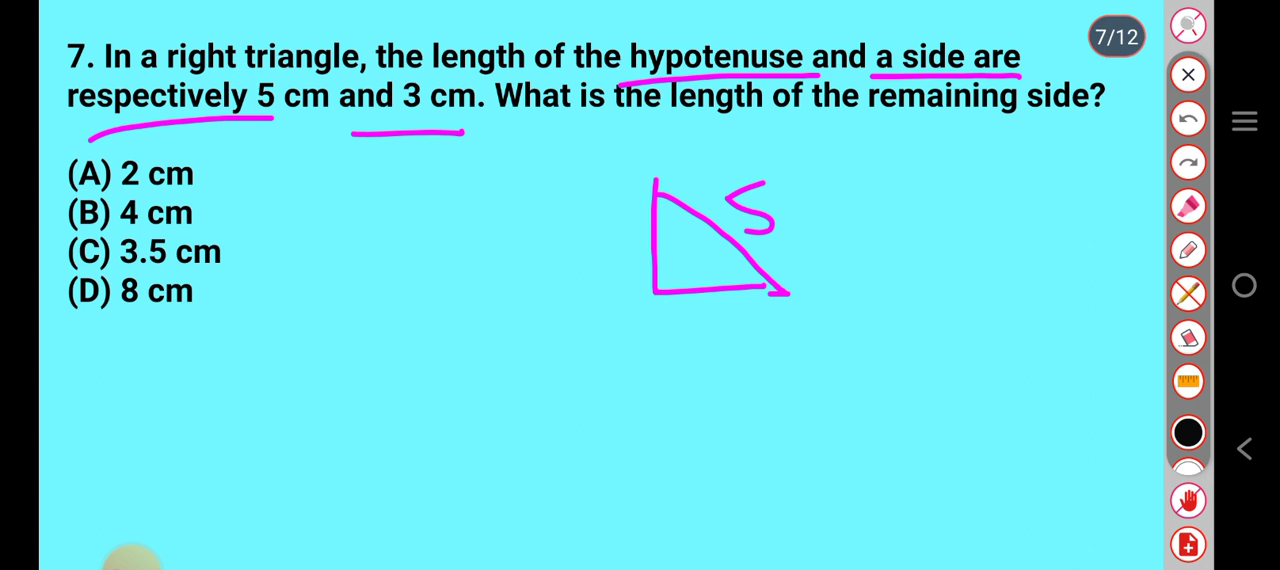 7/12
7. In a right triangle, the length of the hypotenuse and a side are
respectively 5 cm and 3 cm. What is the length of the remaining side?
(A) 2 cm
(B) 4 cm
(C) 3.5 cm
(D) 8 cm
5